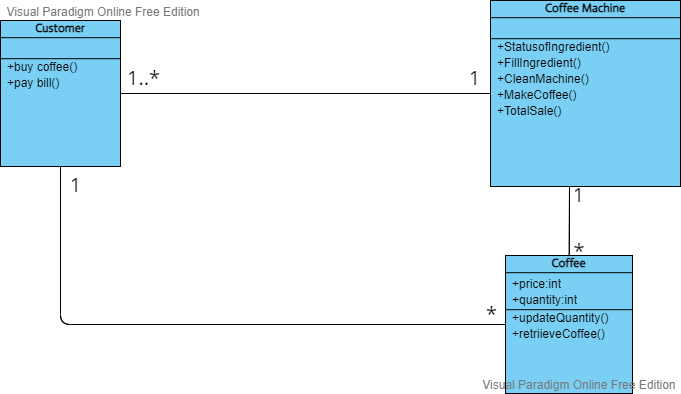 Visual Paradigm Online Free Edition
Customer
+buy coffee()
+pay bill()
1..*
1
Coffee Machine
+StatusofIngredient()
+FillIngredient()
+CleanMachine()
+MakeCoffee()
+TotalSale()
1
1
*
*
Coffee
+price:int
+quantity:int
+updateQuantity()
+retriieveCoffee()
Visual Paradigm Online Free Edition